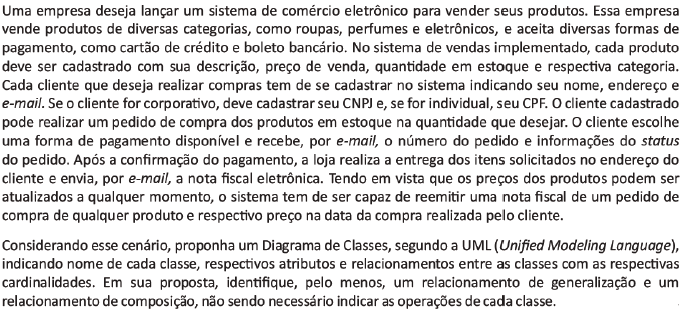 Uma empresa deseja lançar um sistema de comércio eletrônico para vender seus produtos. Essa empresa
vende produtos de diversas categorias, como roupas, perfumes e eletrônicos, e aceita diversas formas de
pagamento, como cartão de crédito e boleto bancário. No sistema de vendas implementado, cada produto
deve ser cadastrado com sua descrição, preço de venda, quantidade em estoque e respectiva categoria.
Cada cliente que deseja realizar compras tem de se cadastrar no sistema indicando seu nome, endereço e
e-mail. Se o cliente for corporativo, deve cadastrar seu CNPJ e, se for individual, seu CPF. O cliente cadastrado
pode realizar um pedido de compra dos produtos em estoque na quantidade que desejar. O cliente escolhe
uma forma de pagamento disponível e recebe, por e-mail, o número do pedido e informações do status
do pedido. Após a confirmação do pagamento, a loja realiza a entrega dos itens solicitados no endereço do
cliente e envia, por e-mail, a nota fiscal eletrônica. Tendo em vista que os preços dos produtos podem ser
atualizados a qualquer momento, o sistema tem de ser capaz de reemitir uma nota fiscal de um pedido de
compra de qualquer produto e respectivo preço na data da compra realizada pelo cliente.
Considerando esse cenário, proponha um Diagrama de Classes, segundo a UML (Unified Modeling Language),
indicando nome de cada classe, respectivos atributos e relacionamentos entre as classes com as respectivas
cardinalidades. Em sua proposta, identifique, pelo menos, um relacionamento de generalização e um
relacionamento de composição, não sendo necessário indicar as operações de cada classe.